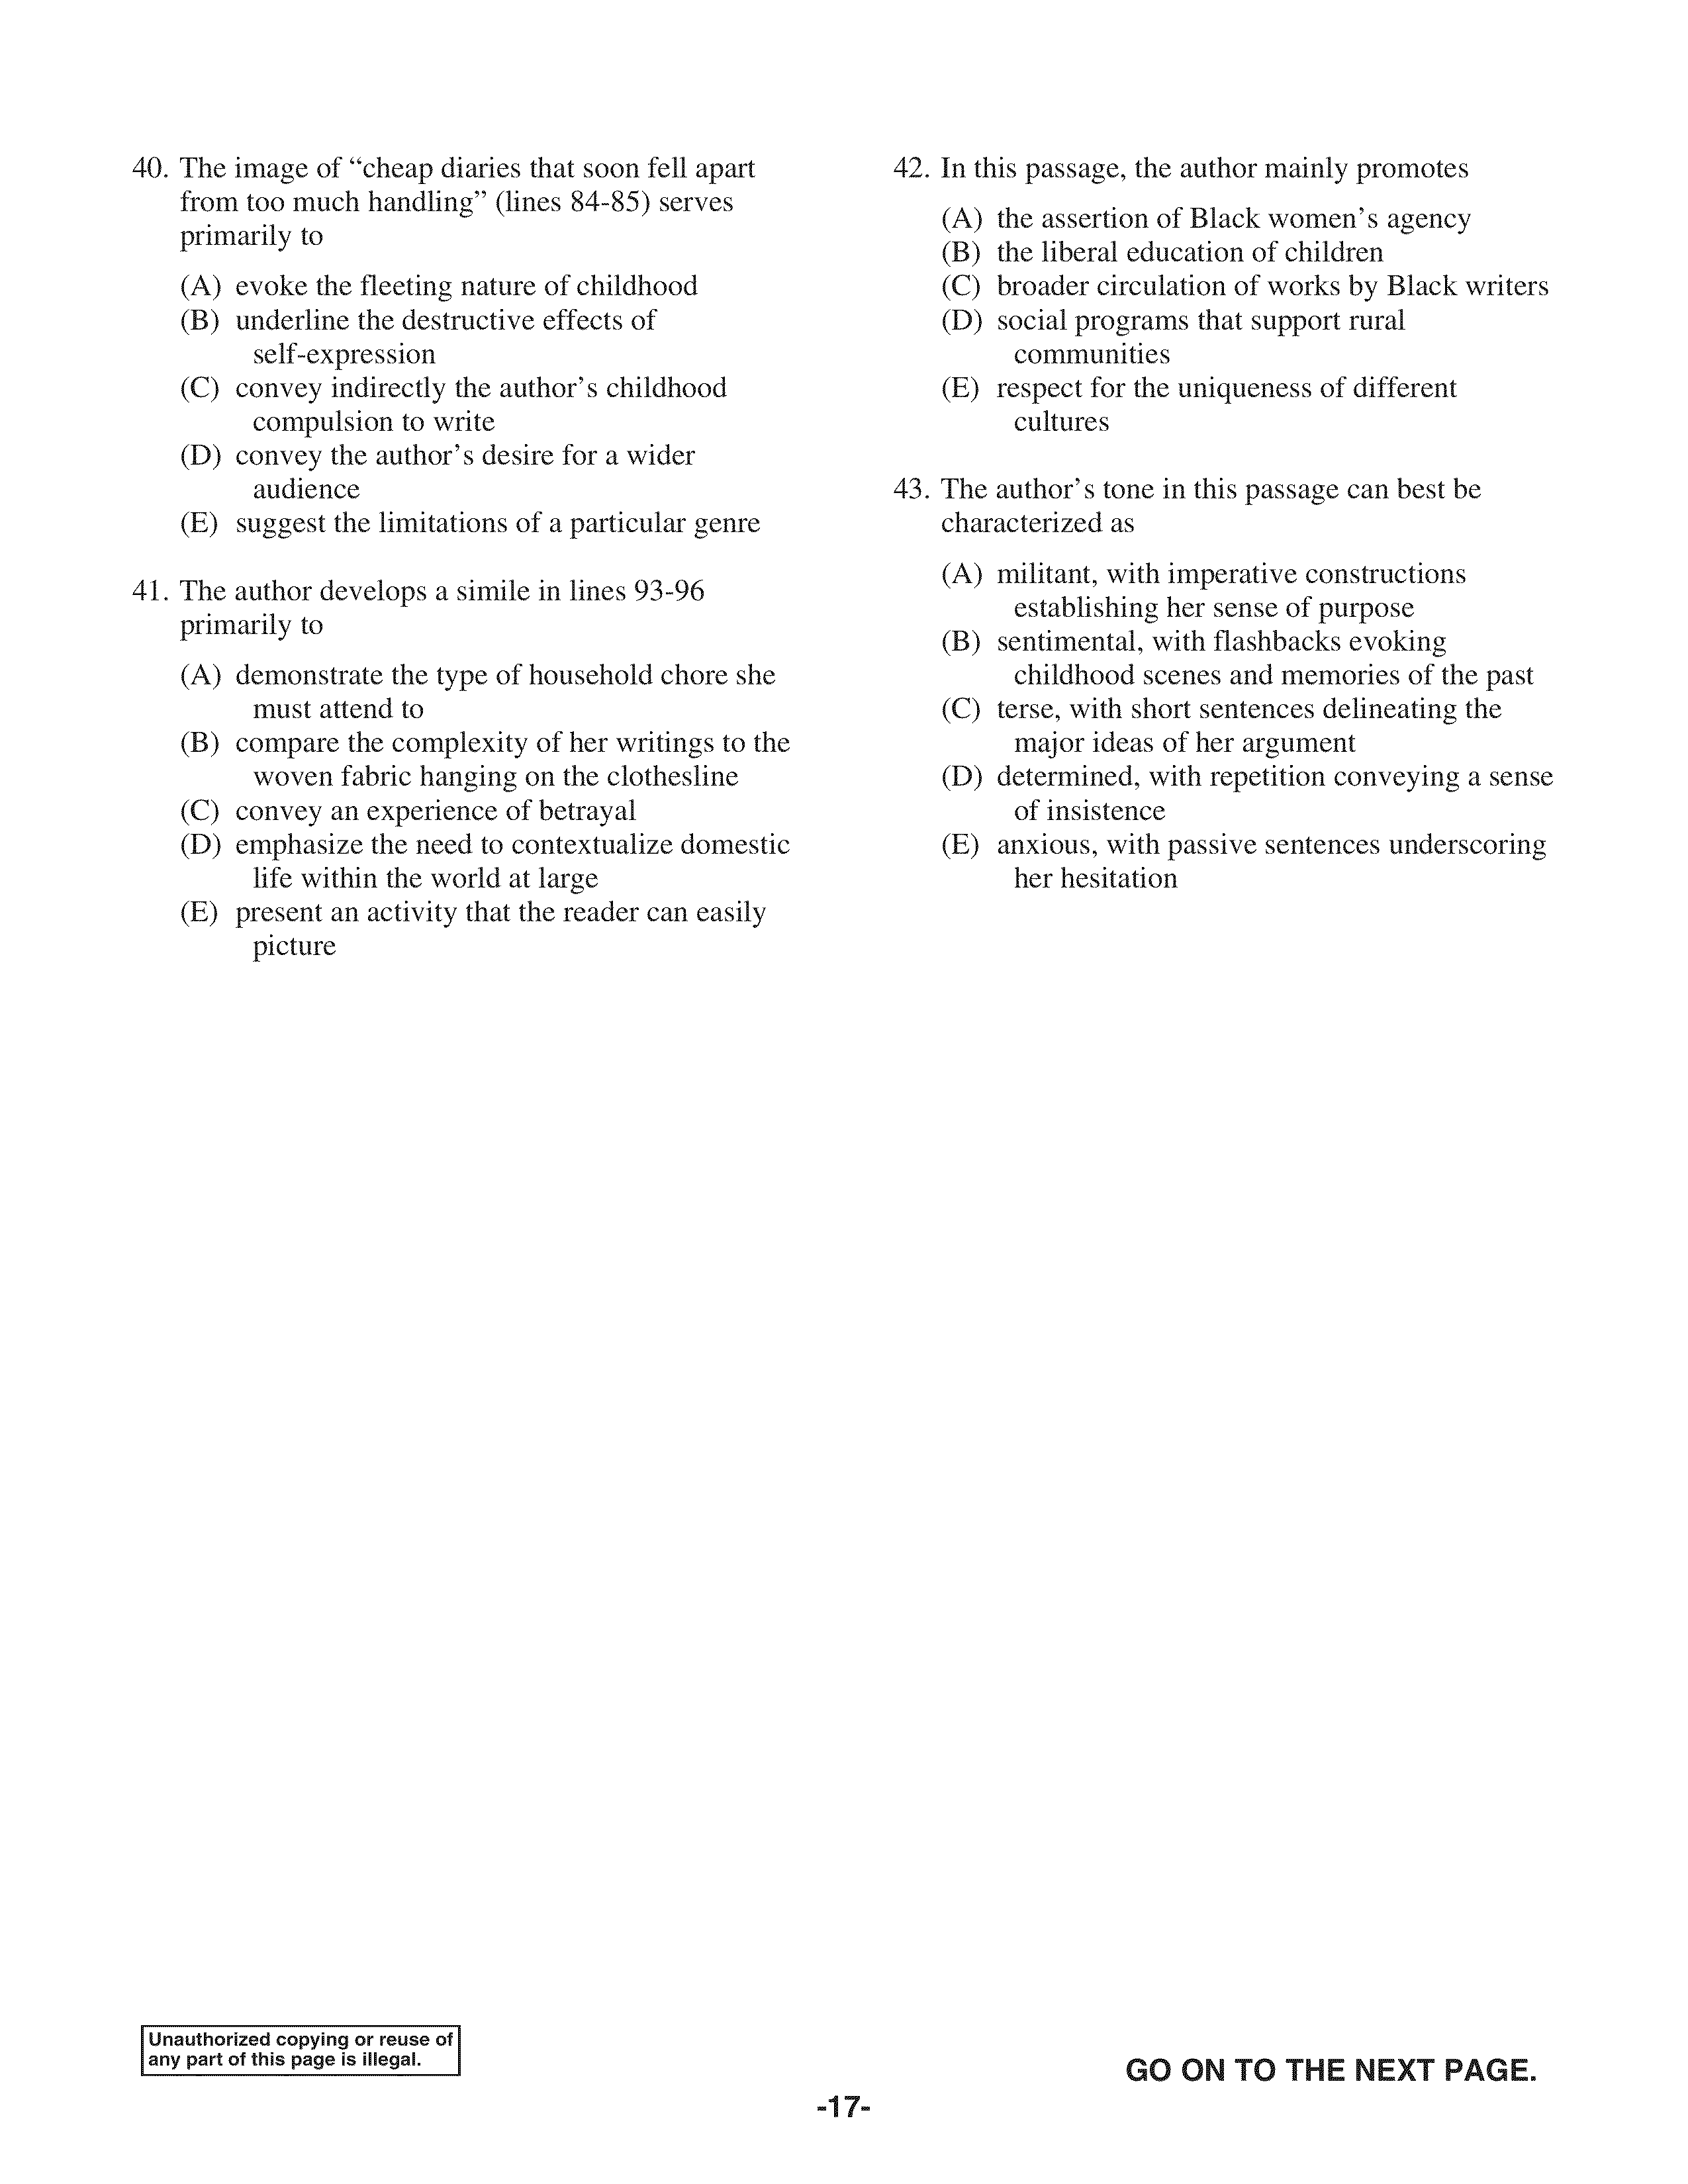 40. The image of “cheap diaries that soon fell apart
from too much handling” (lines 84-85) serves
primarily to
(A) evoke the fleeting nature of childhood
(B) underline the destructive effects of
self-expression
(C) convey indirectly the author’s childhood
compulsion to write
(D) convey the author’s desire for a wider
audience
(E) suggest the limitations of a particular genre
41. The author develops a simile in lines 93-96
primarily to
(A) demonstrate the type of household chore she
must attend to
(B) compare the complexity of her writings to the
woven fabric hanging on the clothesline
(C) convey an experience of betrayal
(D) emphasize the need to contextualize domestic
life within the world at large
(E) present an activity that the reader can easily
picture
42. In this passage, the author mainly promotes
(A) the assertion of Black women’s agency
(B) the liberal education of children
(C) broader circulation of works by Black writers
(D) social programs that support rural
communities
(E) respect for the uniqueness of different
cultures
43. The author’s tone in this passage can best be
characterized as
(A) militant, with imperative constructions
establishing her sense of purpose
(B) sentimental, with flashbacks evoking
childhood scenes and memories of the past
(C) terse, with short sentences delineating the
major ideas of her argument
(D) determined, with repetition conveying a sense
of insistence
(E) anxious, with passive sentences underscoring
her hesitation
Unauthorized copying or reuse of
any part of this page is illegal.
GO ON TO THE NEXT PAGE.
-17-